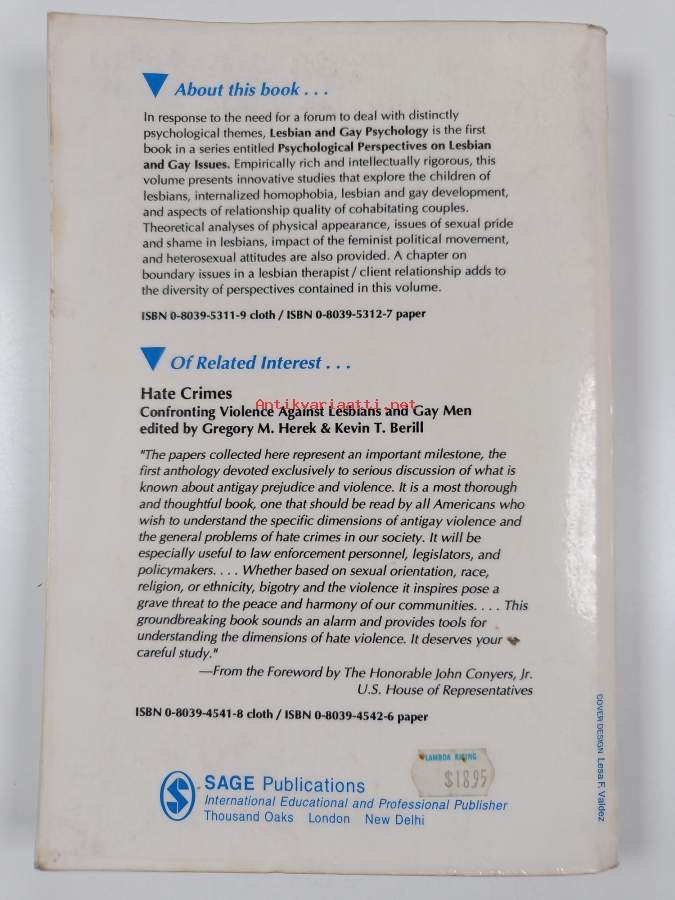 About this book . . .
In response to the need for a forum to deal with distinctly
psychological themes, Lesbian and Gay Psychology is the first
book in a series entitled Psychological Perspectives on Lesbian
and Gay Issues. Empirically rich and intellectually rigorous, this
volume presents innovative studies that explore the children of
lesbians, internalized homophobia, lesbian and gay development,
and aspects of relationship quality of cohabitating couples.
Theoretical analyses of physical appearance, issues of sexual pride
and shame in lesbians, impact of the feminist political movement,
and heterosexual attitudes are also provided. A chapter on
boundary issues in a lesbian therapist / client relationship adds to
the diversity of perspectives contained in this volume.
ISBN 0-8039-5311-9 cloth / ISBN 0-8039-5312-7 paper
Of Related Interest . . .
Hate Crimes
Antikvariaatti.net
Confronting Violence Against Lesbians and Gay Men
edited by Gregory M. Herek & Kevin T. Berill
"The papers collected here represent an important milestone, the
first anthology devoted exclusively to serious discussion of what is
known about antigay prejudice and violence. It is a most thorough
and thoughtful book, one that should be read by all Americans who
wish to understand the specific dimensions of antigay violence and
the general problems of hate crimes in our society. It will be
especially useful to law enforcement personnel, legislators, and
policymakers. . . . Whether based on sexual orientation, race,
religion, or ethnicity, bigotry and the violence it inspires pose a
grave threat to the peace and harmony of our communities. . . . This
groundbreaking book sounds an alarm and provides tools for
understanding the dimensions of hate violence. It deserves your
careful study."
—From the Foreword by The Honorable John Conyers, Jr.
U.S. House of Representatives
ISBN 0-8039-4541-8 cloth / ISBN 0-8039-4542-6 paper
COVER DESIGN Lesa F. Valdez
LAMBDA RISING
$18.95
S
SAGE Publications
International Educational and Professional Publisher
Thousand Oaks London New Delhi